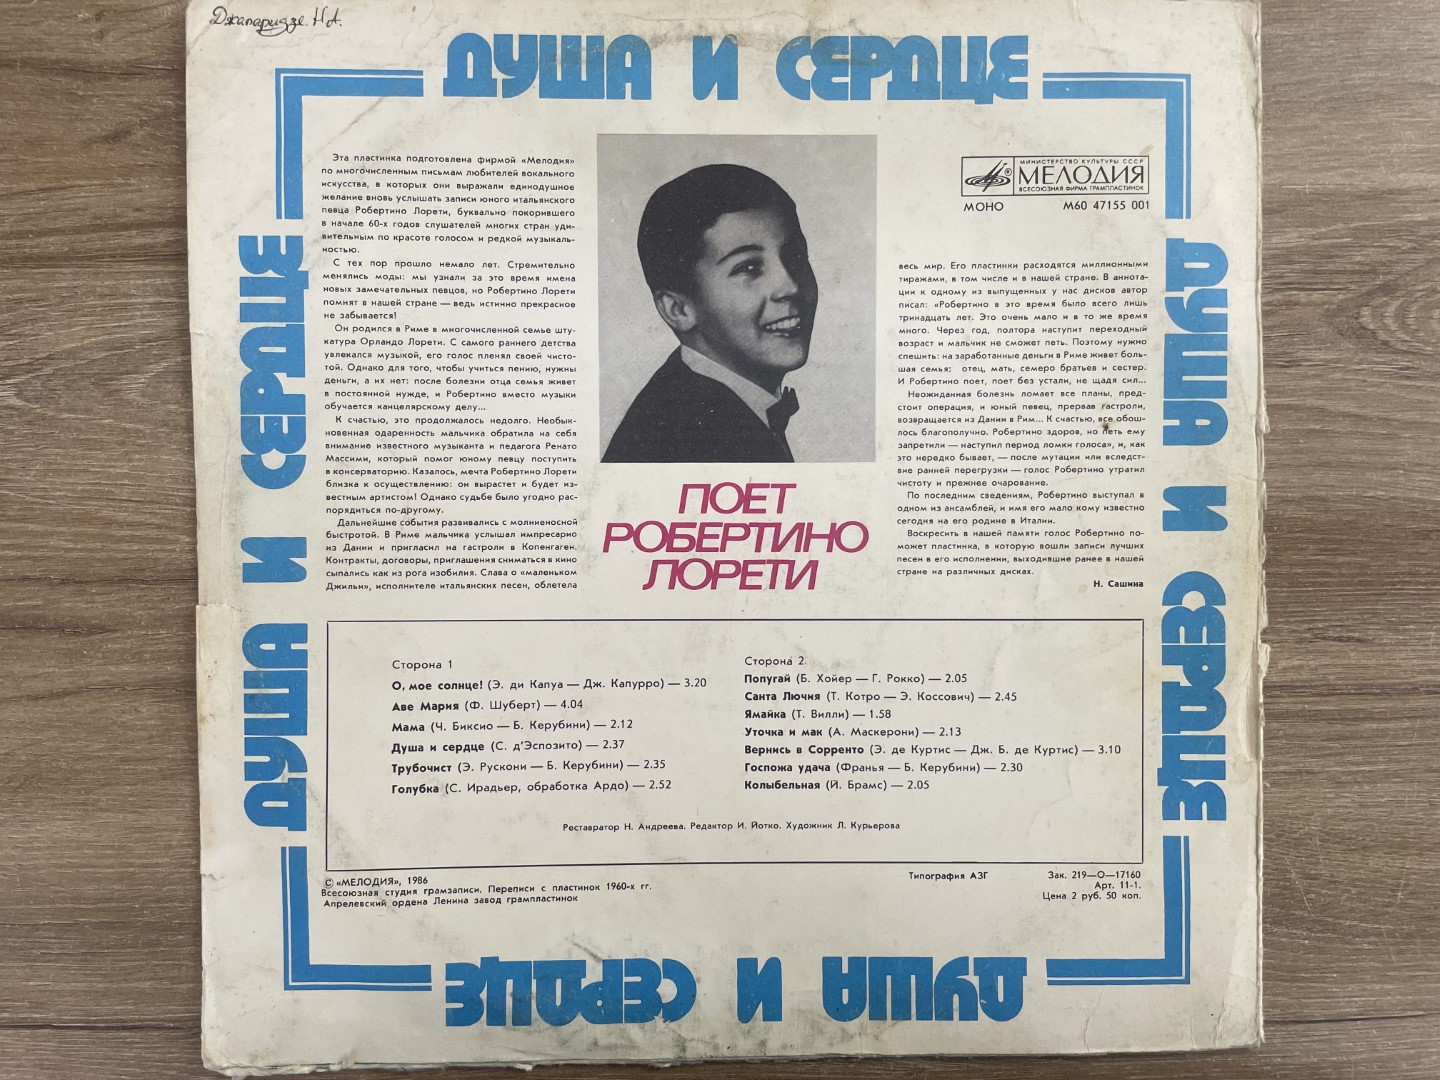 Джапаридзе Н.А.
ДУША И СЕРДЦЕ
Эта пластинка подготовлена фирмой «Мелодия»
по многочисленным письмам любителей вокального
искусства, в которых они выражали единодушное
желание вновь услышать записи юного итальянского
певца Робертино Лорети, буквально покорившего
в начале 60-х годов слушателей многих стран уди-
вительным по красоте голосом и редкой музыкаль-
ностью.
С тех пор прошло немало лет. Стремительно
менялись моды: мы узнали за это время имена
новых замечательных певцов, но Робертино Лорети
помнят в нашей стране — ведь истинно прекрасное
не забывается!
Он родился в Риме в многочисленной семье шту-
катура Орландо Лорети. С самого раннего детства
увлекался музыкой, его голос пленял своей чисто-
той. Однако для того, чтобы учиться пению, нужны
деньги, а их нет: после болезни отца семья живет
в постоянной нужде, и Робертино вместо музыки
обучается канцелярскому делу...
К счастью, это продолжалось недолго. Необык-
новенная одаренность мальчика обратила на себя
внимание известного музыканта и педагога Ренато
Массими, который помог юному певцу поступить
в консерваторию. Казалось, мечта Робертино Лорети
близка к осуществлению: он вырастет и будет из-
вестным артистом! Однако судьбе было угодно рас-
порядиться по-другому.
Дальнейшие события развивались с молниеносной
быстротой. В Риме мальчика услышал импресарио
из Дании и пригласил на гастроли в Копенгаген.
Контракты, договоры, приглашения сниматься в кино
сыпались как из рога изобилия. Слава о «маленьком
Джильи», исполнителе итальянских песен, облетела
МИНИСТЕРСТВО КУЛЬТУРЫ СССР
МЕЛОДИЯ
ВСЕСОЮЗНАЯ ФИРМА ГРАМПЛАСТИНОК
МОНО М60 47155 001
весь мир. Его пластинки расходятся миллионными
тиражами, в том числе и в нашей стране. В аннота-
ции к одному из выпущенных у нас дисков автор
писал: «Робертино в это время было всего лишь
тринадцать лет. Это очень мало и в то же время
много. Через год, полтора наступит переходный
возраст и мальчик не сможет петь. Поэтому нужно
спешить: на заработанные деньги в Риме живет боль-
шая семья: отец, мать, семеро братьев и сестер.
И Робертино поет, поет без устали, не щадя сил...
Неожиданная болезнь ломает все планы, пред-
стоит операция, и юный певец, прервав гастроли,
возвращается из Дании в Рим... К счастью, все обош-
лось благополучно. Робертино здоров, но петь ему
запретили — наступил период ломки голоса», и, как
это нередко бывает, — после мутации или вследст-
вие ранней перегрузки — голос Робертино утратил
чистоту и прежнее очарование.
По последним сведениям, Робертино выступал в
одном из ансамблей, и имя его мало кому известно
сегодня на его родине в Италии.
Воскресить в нашей памяти голос Робертино по-
может пластинка, в которую вошли записи лучших
песен в его исполнении, выходившие ранее в нашей
стране на различных дисках.
Н. Сашина
ПОЕТ
РОБЕРТИНО
ЛОРЕТИ
ДУША И СЕРДЦЕ
ДУША И СЕРДЦЕ
Сторона 1
О, мое солнце! (Э. ди Капуа — Дж. Капурро) — 3.20
Аве Мария (Ф. Шуберт) — 4.04
Мама (Ч. Биксио — Б. Керубини) — 2.12
Душа и сердце (С. д'Эспозито) — 2.37
Трубочист (Э. Рускони — Б. Керубини) — 2.35
Голубка (С. Ирадьер, обработка Ардо) — 2.52
Сторона 2.
Попугай (Б. Хойер — Г. Рокко) — 2.05
Санта Лючия (Т. Котро — Э. Коссович) — 2.45
Ямайка (Т. Вилли) — 1.58
Уточка и мак (А. Маскерони) — 2.13
Вернись в Сорренто (Э. де Куртис — Дж. Б. де Куртис) — 3.10
Госпожа удача (Франья — Б. Керубини) — 2.30
Колыбельная (Й. Брамс) — 2.05
Реставратор Н. Андреева. Редактор И. Йотко. Художник Л. Курьерова
© «МЕЛОДИЯ», 1986
Всесоюзная студия грамзаписи. Переписи с пластинок 1960-х гг.
Апрелевский ордена Ленина завод грампластинок
Типография АЗГ
Зак. 219—О—17160
Арт. 11-1.
Цена 2 руб. 50 коп.
ДУША И СЕРДЦЕ